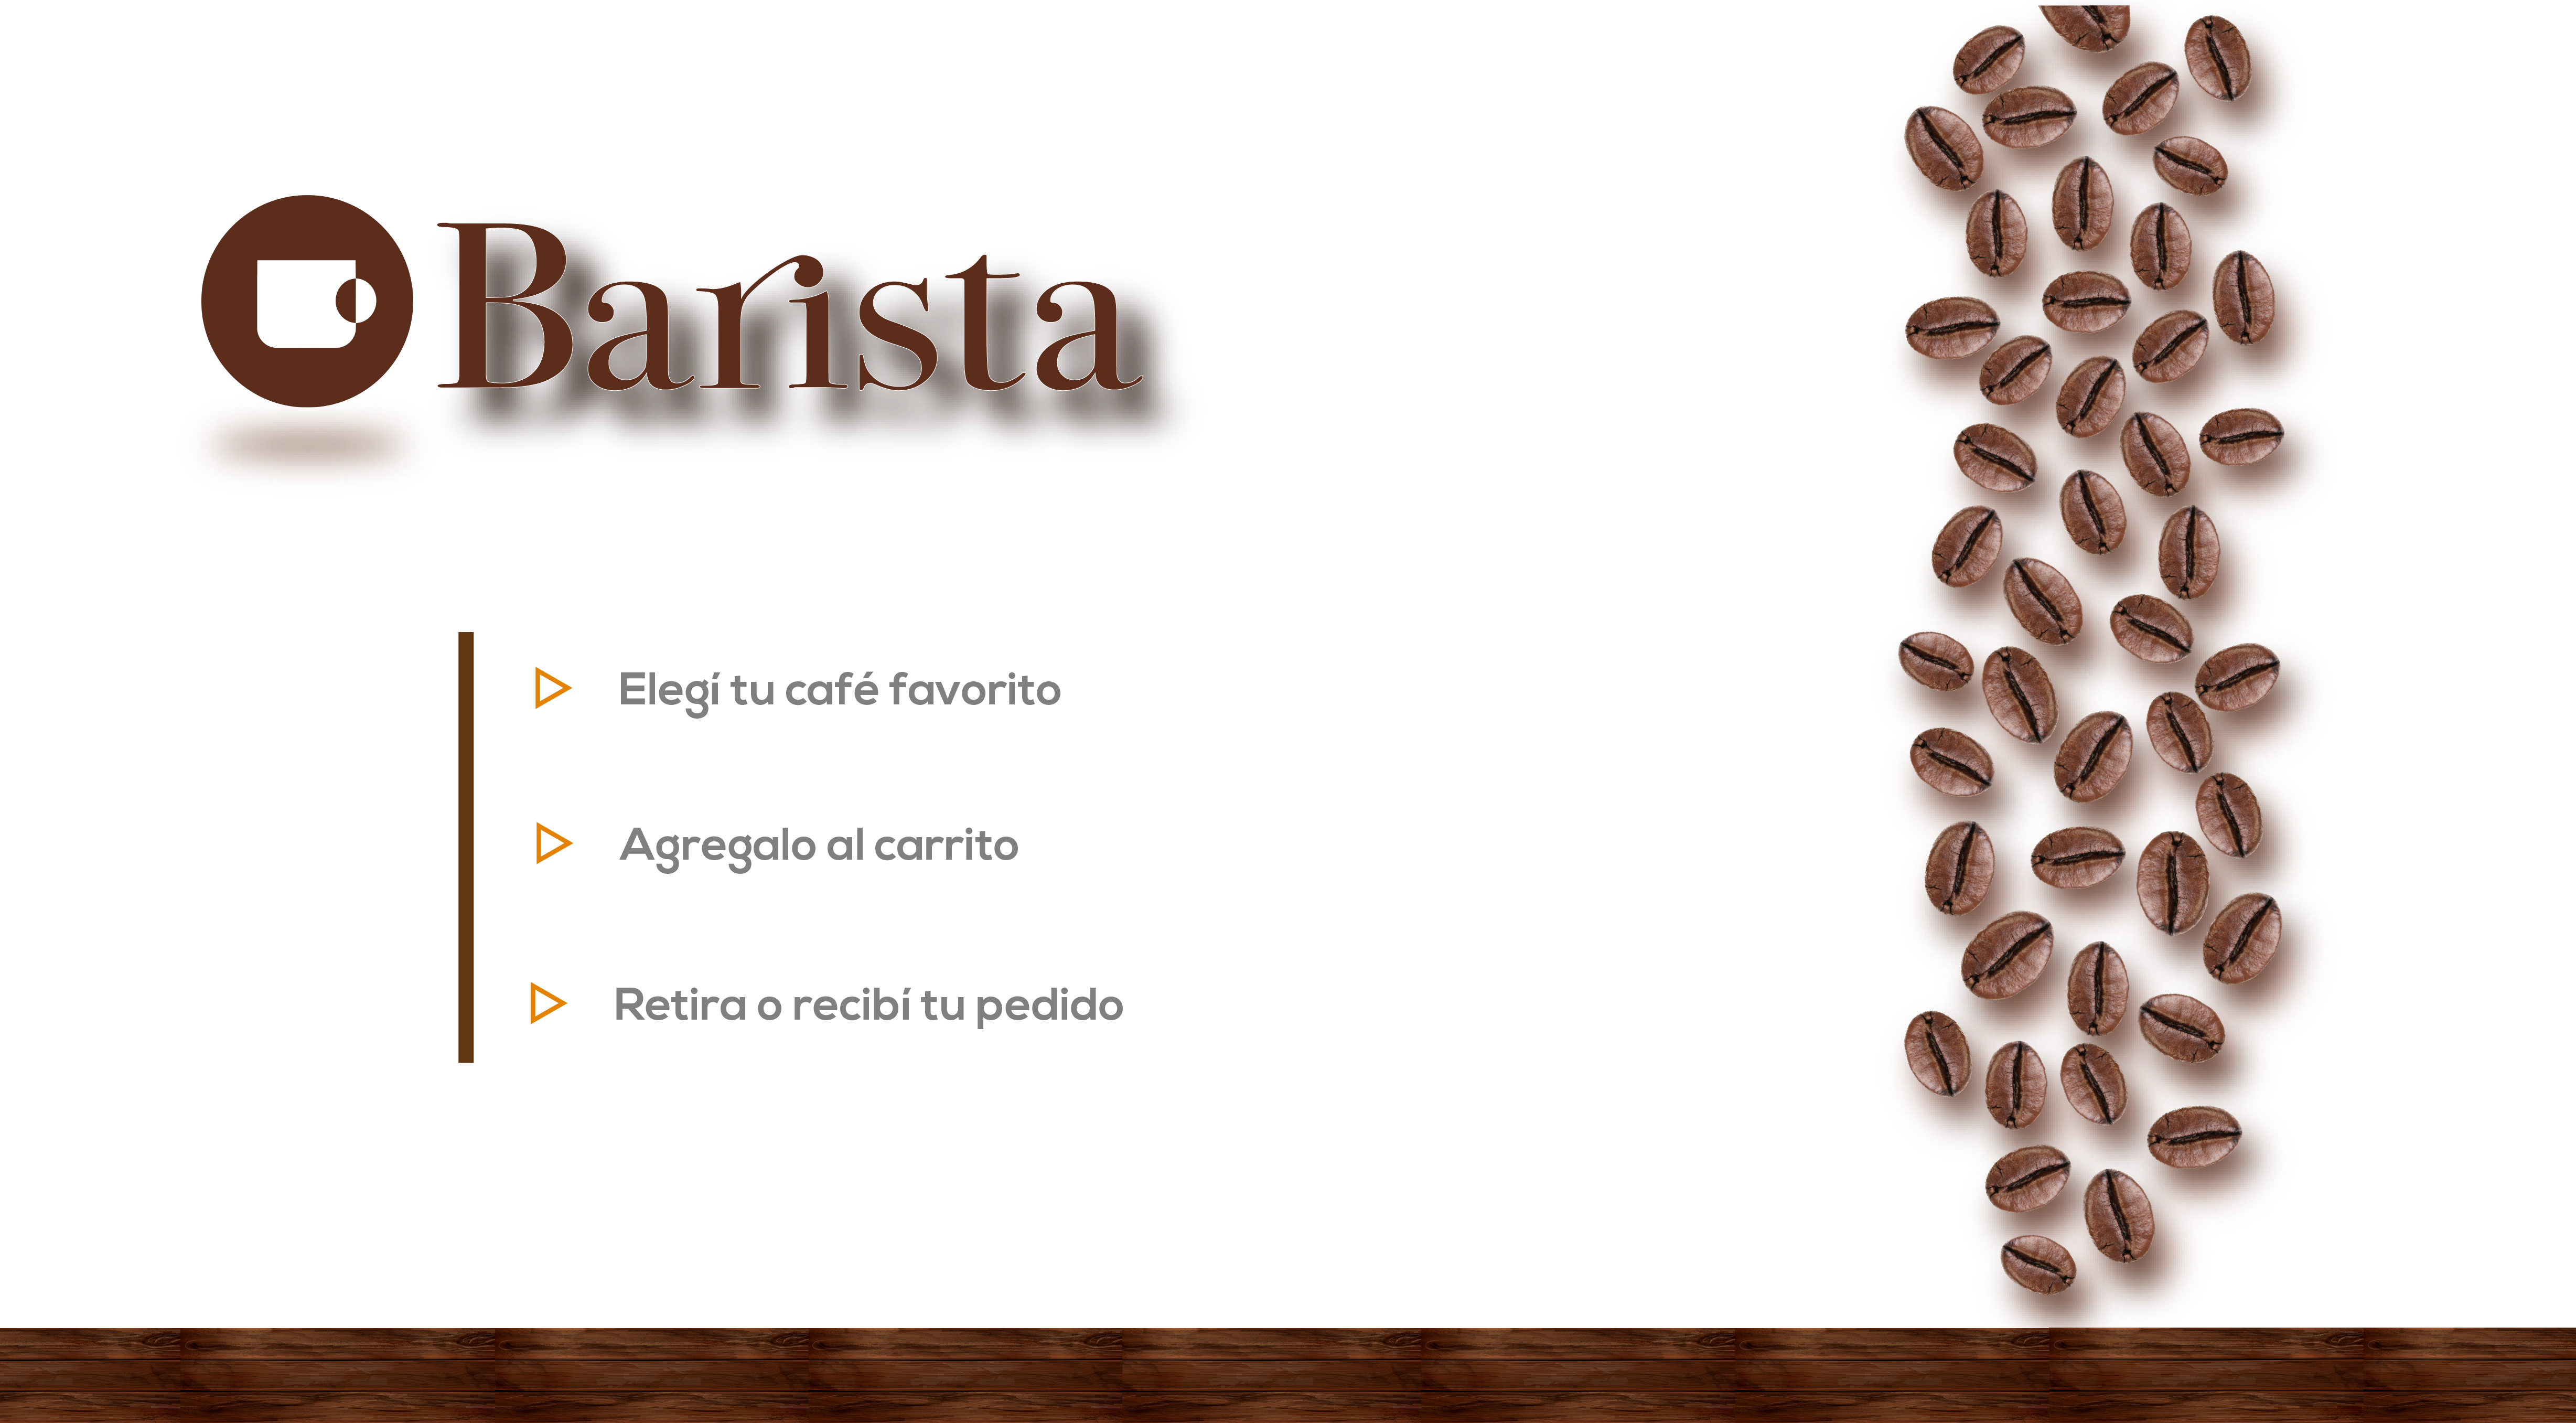 Barista
Elegí tu café favorito
Agregalo al carrito
Retira o recibí tu pedido